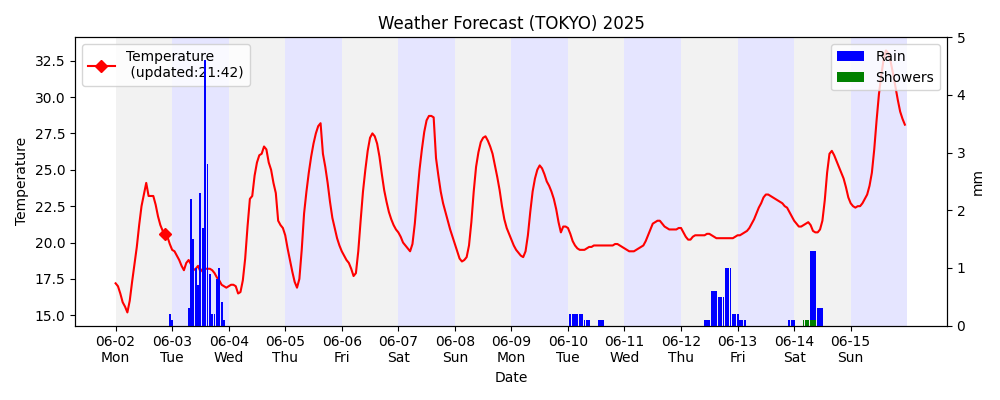 Weather Forecast (TOKYO) 2025
Temperature
(updated:21:42)
Rain
Showers
Temperature
32.5
30.0
27.5
25.0
22.5
20.0
17.5
15.0
5
4
3
2
1
0
mm
06-02 06-03 06-04 06-05 06-06 06-07 06-08 06-09 06-10 06-11 06-12 06-13 06-14 06-15
Mon Tue Wed Thu Fri Sat Sun Mon Tue Wed Thu Fri Sat Sun
Date